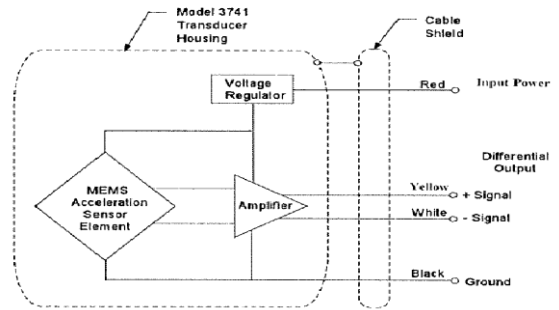 Model 3741
Transducer
Housing
Cable
Shield
Voltage
Regulator
Red
Input Power
MEMS
Acceleration
Sensor
Element
Amplifier
Differential
Output
Yellow
+ Signal
White
- Signal
Black
Ground